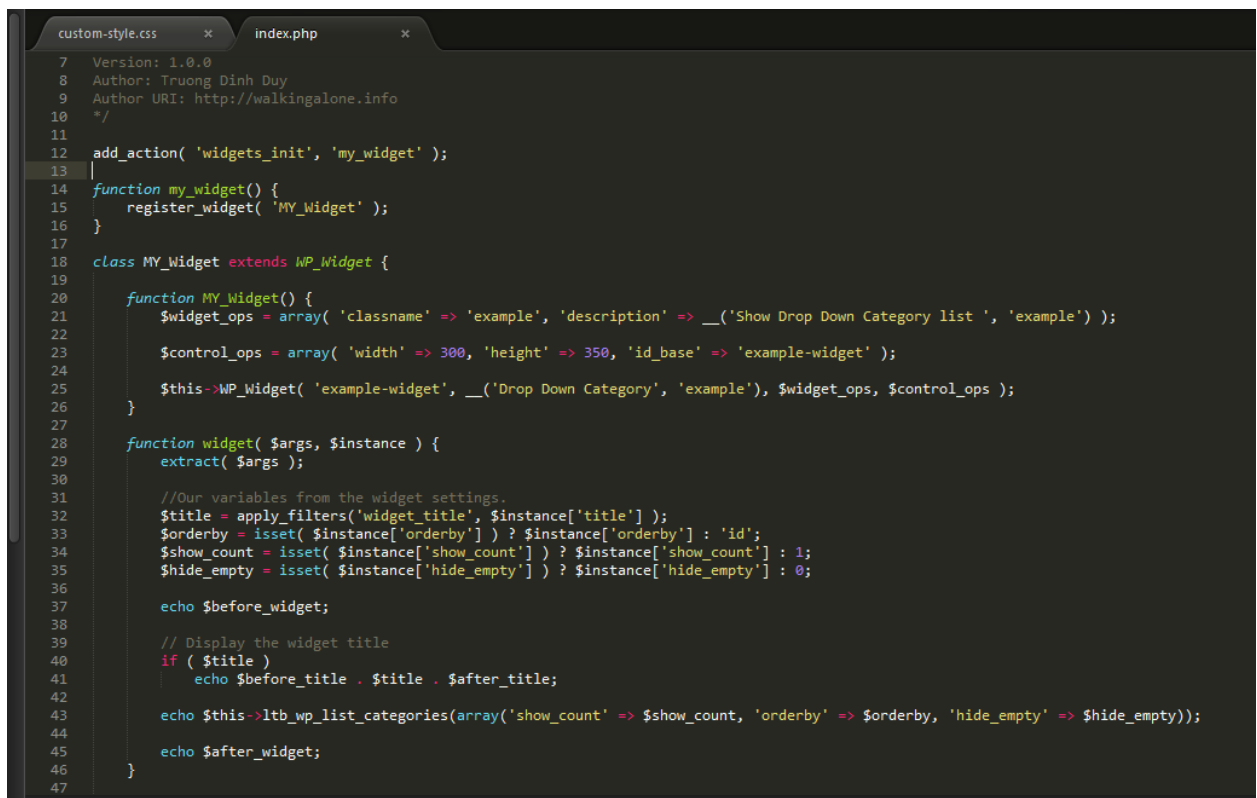 custom-style.css × index.php ×
7 Version: 1.0.0
8 Author: Truong Dinh Duy
9 Author URI: http://walkingalone.info
10 */
11
12 add_action( 'widgets_init', 'my_widget' );
13
14 function my_widget() {
15     register_widget( 'MY_Widget' );
16 }
17
18 class MY_Widget extends WP_Widget {
19
20     function MY_Widget() {
21         $widget_ops = array( 'classname' => 'example', 'description' => __('Show Drop Down Category list ', 'example') );
22
23         $control_ops = array( 'width' => 300, 'height' => 350, 'id_base' => 'example-widget' );
24
25         $this->WP_Widget( 'example-widget', __('Drop Down Category', 'example'), $widget_ops, $control_ops );
26     }
27
28     function widget( $args, $instance ) {
29         extract( $args );
30
31         //Our variables from the widget settings.
32         $title = apply_filters('widget_title', $instance['title'] );
33         $orderby = isset( $instance['orderby'] ) ? $instance['orderby'] : 'id';
34         $show_count = isset( $instance['show_count'] ) ? $instance['show_count'] : 1;
35         $hide_empty = isset( $instance['hide_empty'] ) ? $instance['hide_empty'] : 0;
36
37         echo $before_widget;
38
39         // Display the widget title
40         if ( $title )
41             echo $before_title . $title . $after_title;
42
43         echo $this->ltb_wp_list_categories(array('show_count' => $show_count, 'orderby' => $orderby, 'hide_empty' => $hide_empty));
44
45         echo $after_widget;
46     }
47